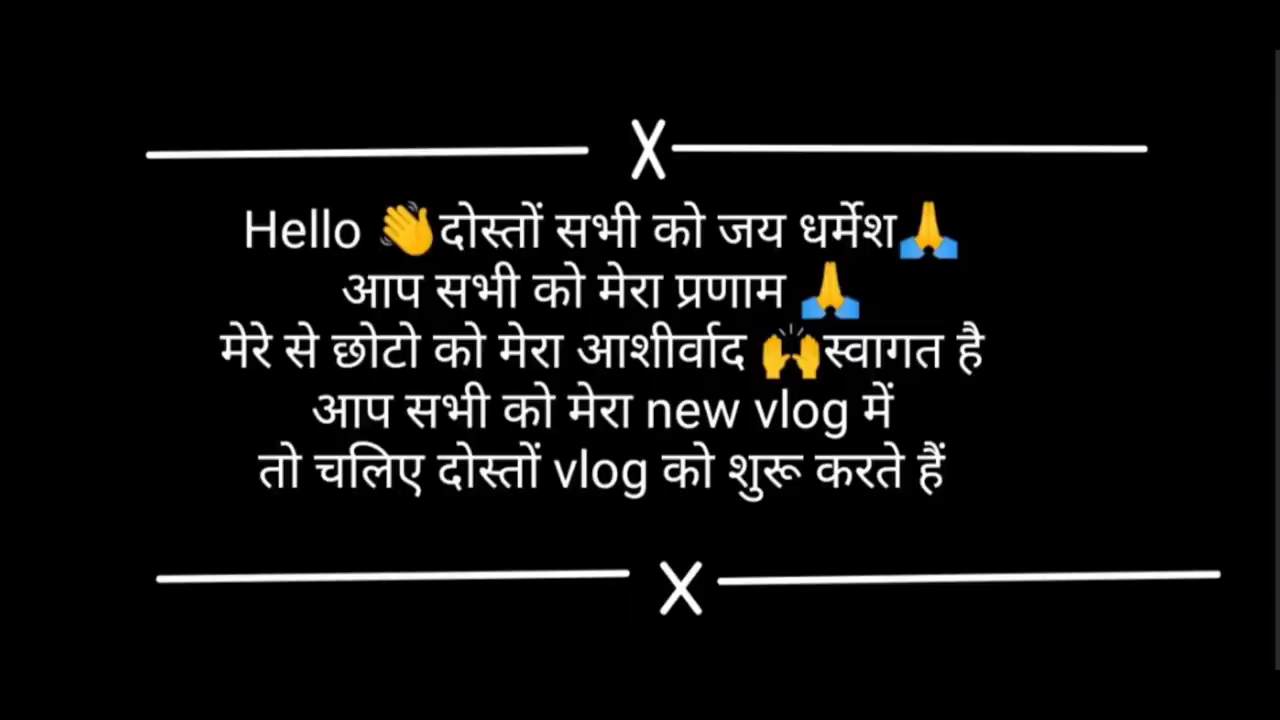 X
Hello 👋दोस्तों सभी को जय धर्मेश🙏
आप सभी को मेरा प्रणाम 🙏
मेरे से छोटो को मेरा आशीर्वाद 🙌स्वागत है
आप सभी को मेरा new vlog में
तो चलिए दोस्तों vlog को शुरू करते हैं
X